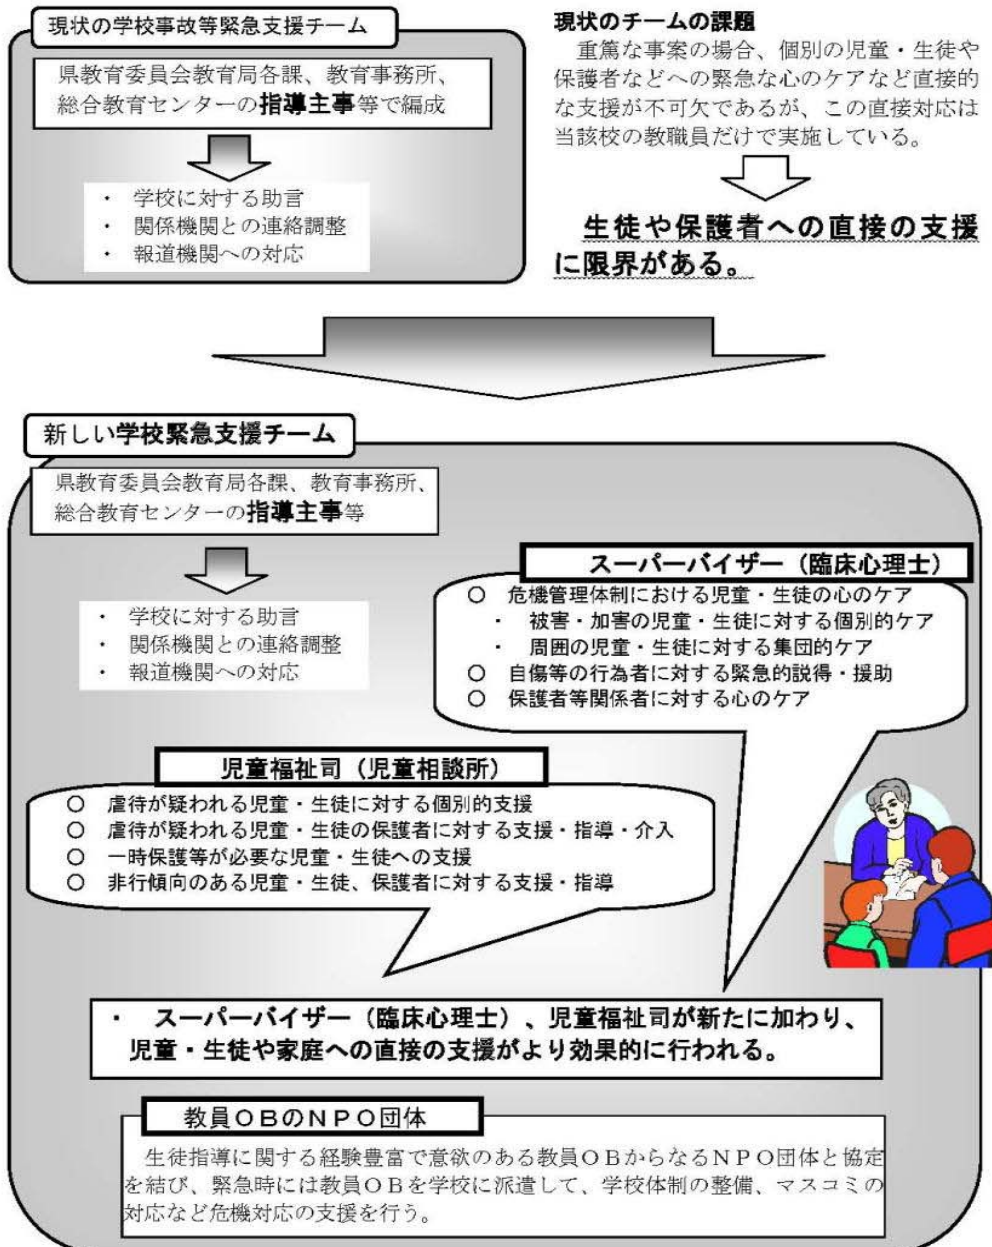 現状の学校事故等緊急支援チーム
県教育委員会教育局各課、教育事務所、
総合教育センターの指導主事等で編成
・ 学校に対する助言
・ 関係機関との連絡調整
・ 報道機関への対応
現状のチームの課題
重篤な事案の場合、個別の児童・生徒や
保護者などへの緊急な心のケアなど直接的
な支援が不可欠であるが、この直接対応は
当該校の教職員だけで実施している。
生徒や保護者への直接の支援
に限界がある。
新しい学校緊急支援チーム
県教育委員会教育局各課、教育事務所、
総合教育センターの指導主事等
・ 学校に対する助言
・ 関係機関との連絡調整
・ 報道機関への対応
スーパーバイザー（臨床心理士）
○ 危機管理体制における児童・生徒の心のケア
・ 被害・加害の児童・生徒に対する個別的ケア
・ 周囲の児童・生徒に対する集団的ケア
○ 自傷等の行為者に対する緊急的説得・援助
○ 保護者等関係者に対する心のケア
児童福祉司（児童相談所）
○ 虐待が疑われる児童・生徒に対する個別的支援
○ 虐待が疑われる児童・生徒の保護者に対する支援・指導・介入
○ 一時保護等が必要な児童・生徒への支援
○ 非行傾向のある児童・生徒、保護者に対する支援・指導
・ スーパーバイザー（臨床心理士）、児童福祉司が新たに加わり、
児童・生徒や家庭への直接の支援がより効果的に行われる。
教員ＯＢのＮＰＯ団体
生徒指導に関する経験豊富で意欲のある教員ＯＢからなるＮＰＯ団体と協定
を結び、緊急時には教員ＯＢを学校に派遣して、学校体制の整備、マスコミの
対応など危機対応の支援を行う。